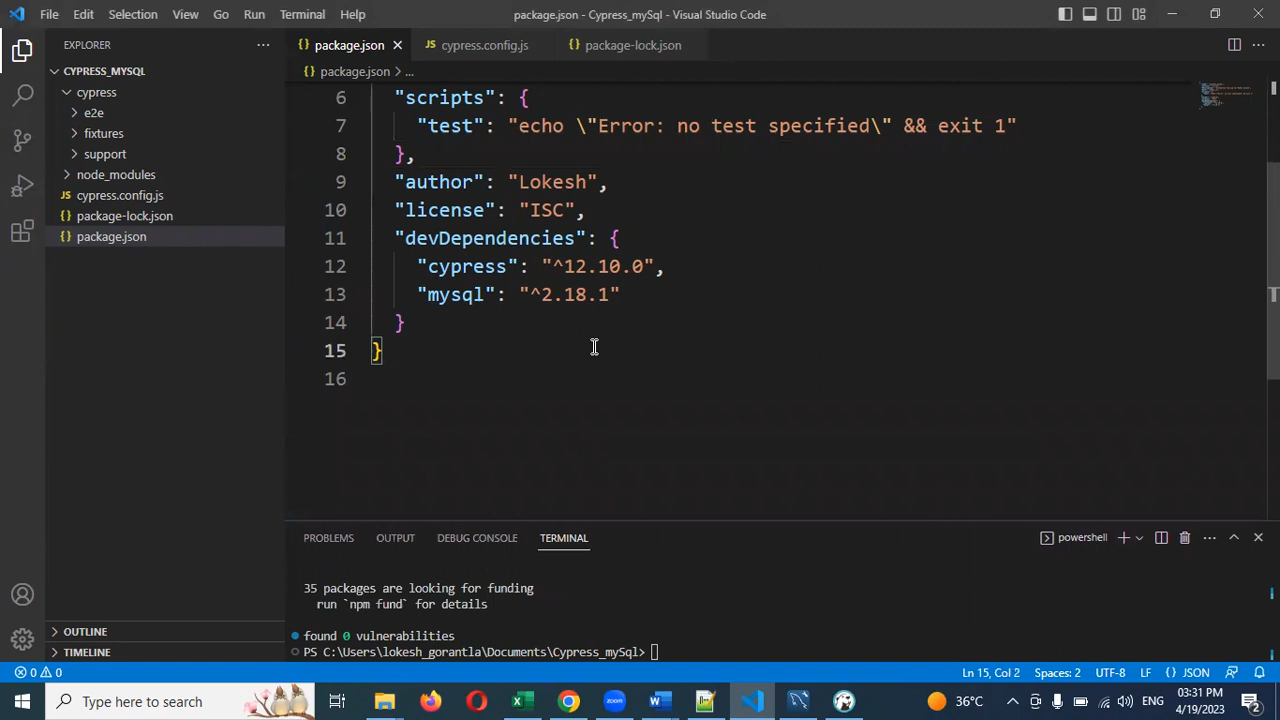 File Edit Selection View Go Run Terminal Help
package.json - Cypress_mySql - Visual Studio Code
EXPLORER
package.json
cypress.config.js
package-lock.json
CYPRESS_MYSQL
cypress
e2e
fixtures
support
node_modules
cypress.config.js
package-lock.json
package.json
OUTLINE
TIMELINE
package.json > ...
6 "scripts": {
7 "test": "echo \"Error: no test specified\" && exit 1"
8 },
9 "author": "Lokesh",
10 "license": "ISC",
11 "devDependencies": {
12 "cypress": "^12.10.0",
13 "mysql": "^2.18.1"
14 }
15 }
16
PROBLEMS OUTPUT DEBUG CONSOLE TERMINAL
powershell
35 packages are looking for funding
run `npm fund` for details
found 0 vulnerabilities
PS C:\Users\lokesh_gorantla\Documents\Cypress_mySql>
0 0
Ln 15, Col 2 Spaces: 2 UTF-8 LF { } JSON
Type here to search
36°C
ENG
03:31 PM
4/19/2023
2